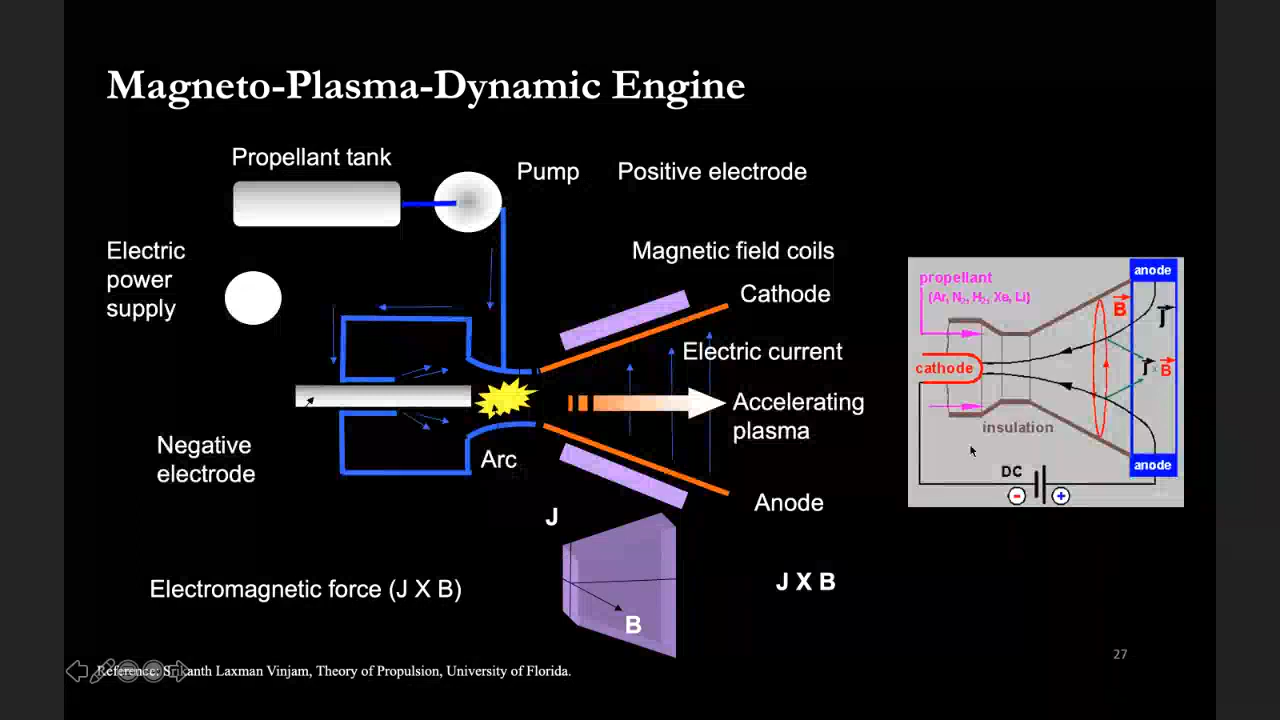 Magneto-Plasma-Dynamic Engine
Propellant tank
Pump
Positive electrode
Electric
power
supply
Magnetic field coils
Cathode
Electric current
Accelerating
plasma
Negative
electrode
Arc
Anode
J
B
J X B
Electromagnetic force (J X B)
propellant
(Ar, N₂, H₂, Xe, Li)
anode
B
J
cathode
J × B
insulation
anode
DC
-
+
27
Reference: Srikanth Laxman Vinjam, Theory of Propulsion, University of Florida.